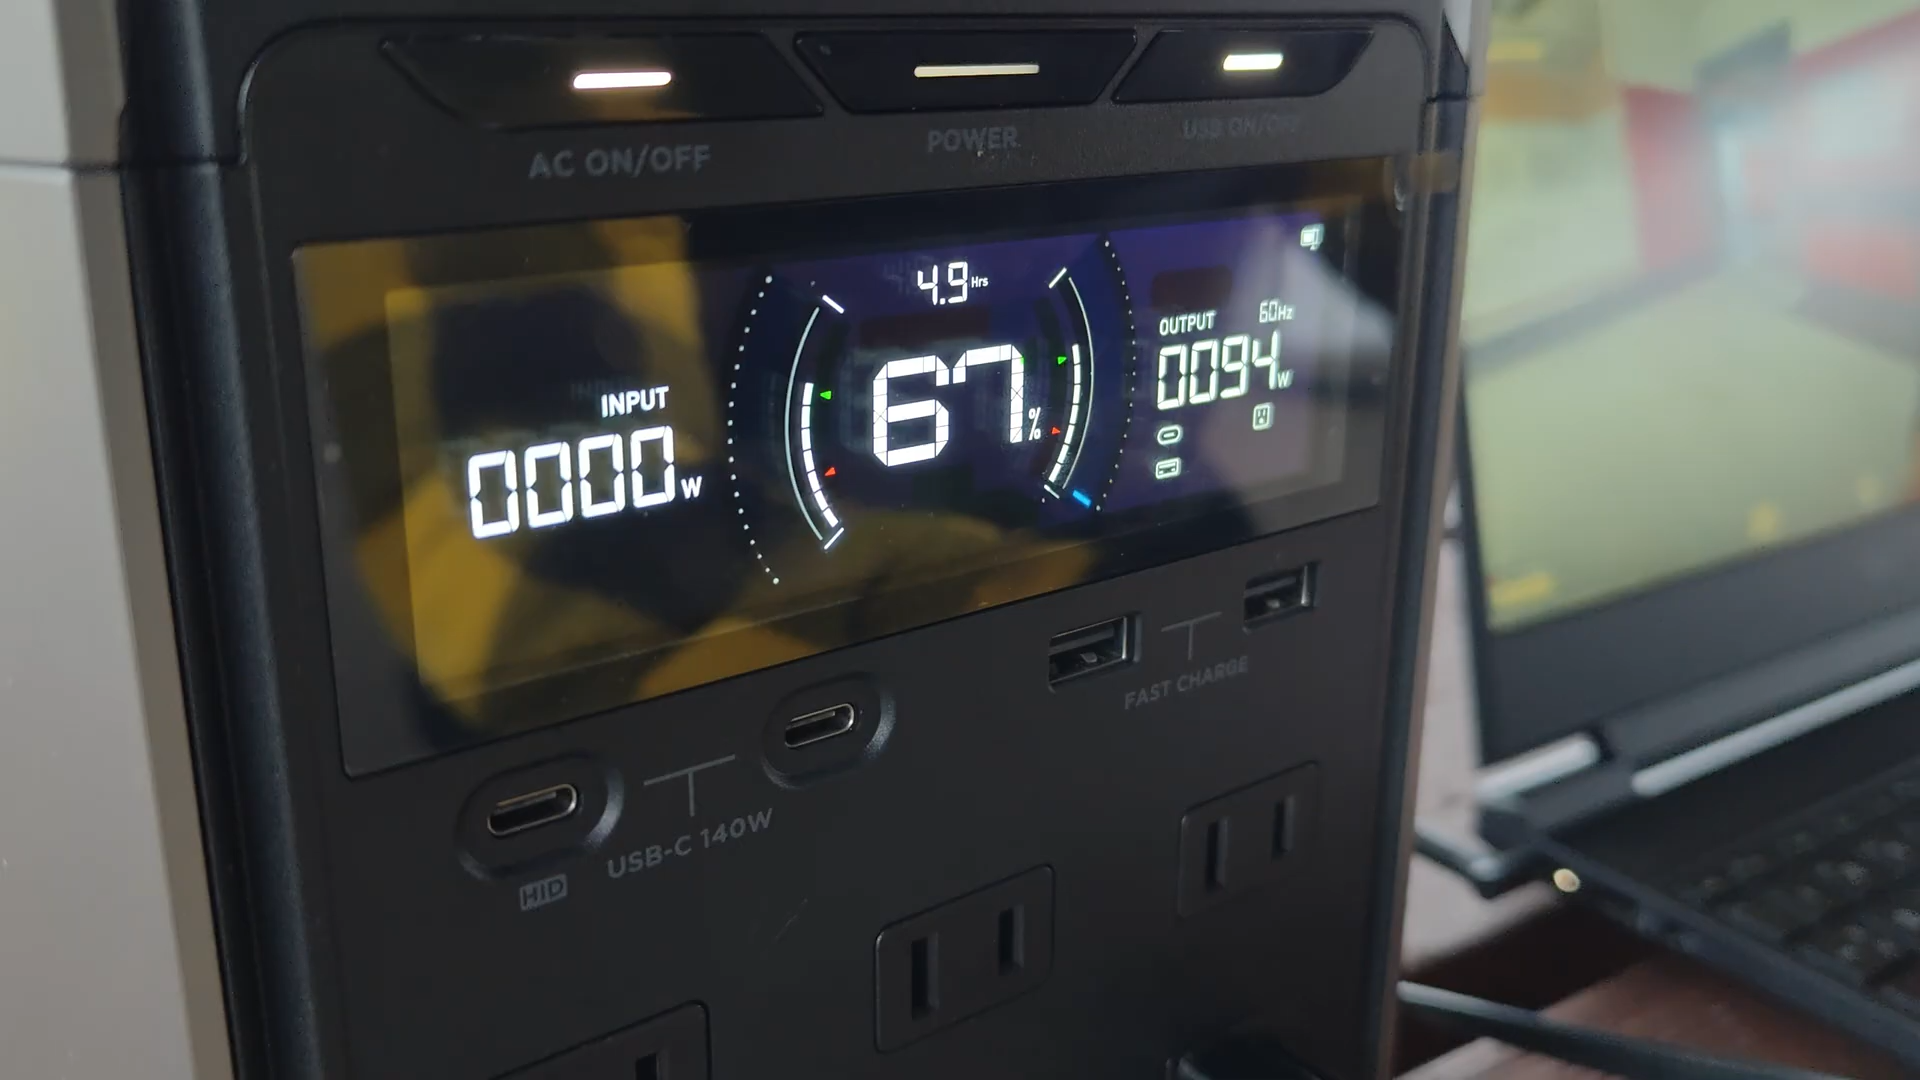 AC ON/OFF
POWER
USB ON/OFF
4.9 Hrs
67 %
INPUT
0000 W
OUTPUT
60Hz
0094 W
FAST CHARGE
USB-C 140W
HID